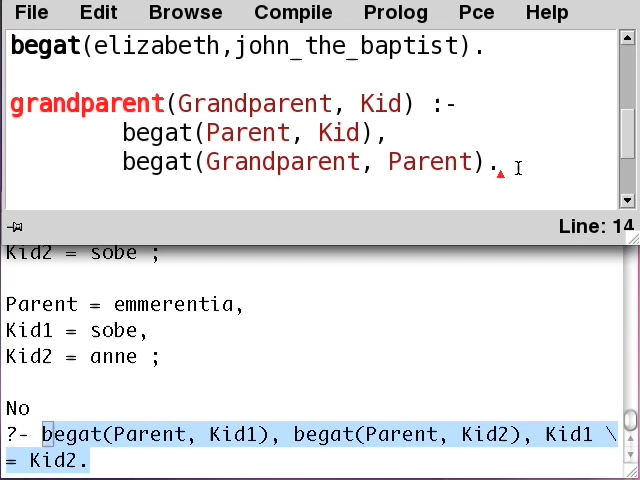 File Edit Browse Compile Prolog Pce Help
begat(elizabeth,john_the_baptist).
grandparent(Grandparent, Kid) :-
begat(Parent, Kid),
begat(Grandparent, Parent).
Line: 14
Kid2 = sobe ;
Parent = emmerentia,
Kid1 = sobe,
Kid2 = anne ;
No
?- begat(Parent, Kid1), begat(Parent, Kid2), Kid1 \
= Kid2.